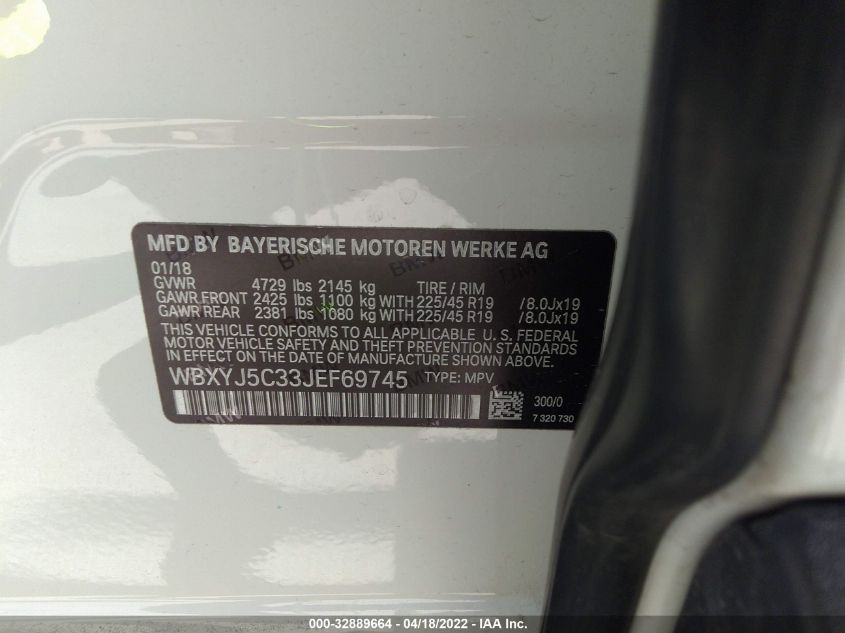 MFD BY BAYERISCHE MOTOREN WERKE AG
01/18
GVWR 4729 lbs 2145 kg TIRE / RIM
GAWR FRONT 2425 lbs 1100 kg WITH 225/45 R19 /8.0Jx19
GAWR REAR 2381 lbs 1080 kg WITH 225/45 R19 /8.0Jx19
THIS VEHICLE CONFORMS TO ALL APPLICABLE U. S. FEDERAL
MOTOR VEHICLE SAFETY AND THEFT PREVENTION STANDARDS
IN EFFECT ON THE DATE OF MANUFACTURE SHOWN ABOVE.
WBXYJ5C33JEF69745 TYPE: MPV
300/0
7 320 730
000-32889664 - 04/18/2022 - IAA Inc.